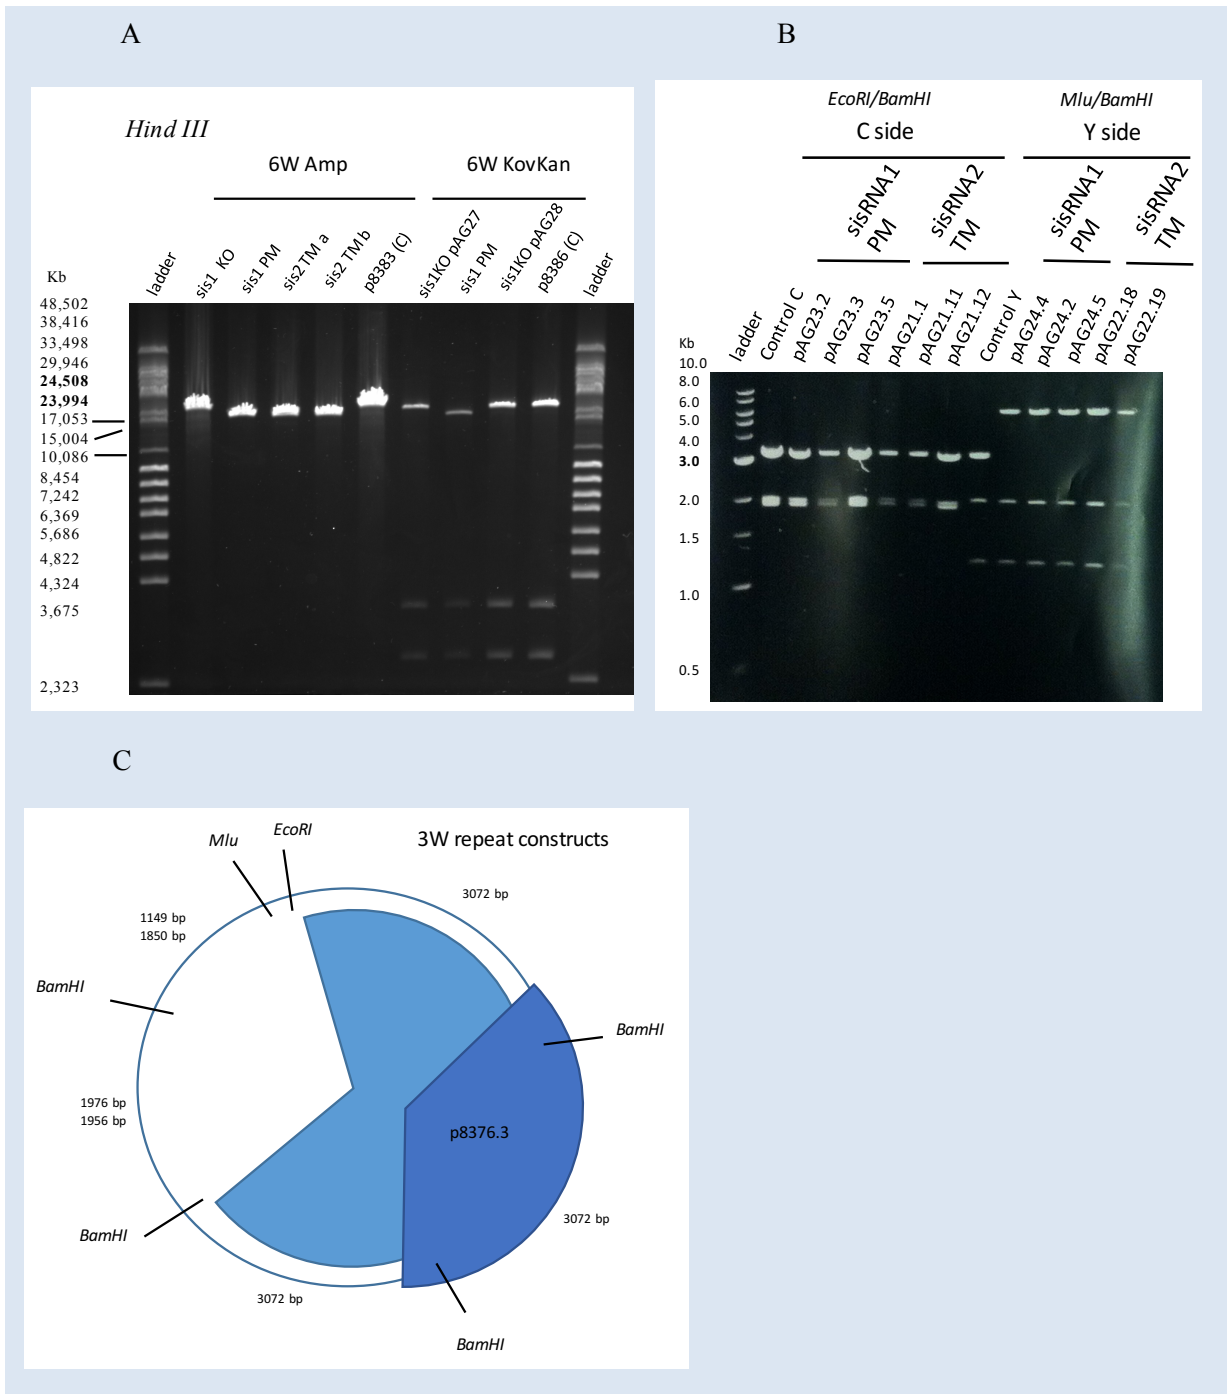 A
Hind III
6W Amp
6W KovKan
Kb
ladder
sis1 KO
sis1 PM
sis2 TM a
sis2 TM b
p8383 (C)
sis1KO pAG27
sis1 PM
sis1KO pAG28
p8386 (C)
ladder
48,502
38,416
33,498
29,946
24,508
23,994
17,053
15,004
10,086
8,454
7,242
6,369
5,686
4,822
4,324
3,675
2,323
B
EcoRI/BamHI
Mlu/BamHI
C side
Y side
sisRNA1
PM
sisRNA2
TM
sisRNA1
PM
sisRNA2
TM
Kb
ladder
Control C
pAG23.2
pAG23.3
pAG23.5
pAG21.1
pAG21.11
pAG21.12
Control Y
pAG24.4
pAG24.2
pAG24.5
pAG22.18
pAG22.19
10.0
8.0
6.0
5.0
4.0
3.0
2.0
1.5
1.0
0.5
C
3W repeat constructs
Mlu
EcoRI
3072 bp
1149 bp
1850 bp
BamHI
BamHI
1976 bp
1956 bp
p8376.3
BamHI
3072 bp
3072 bp
BamHI